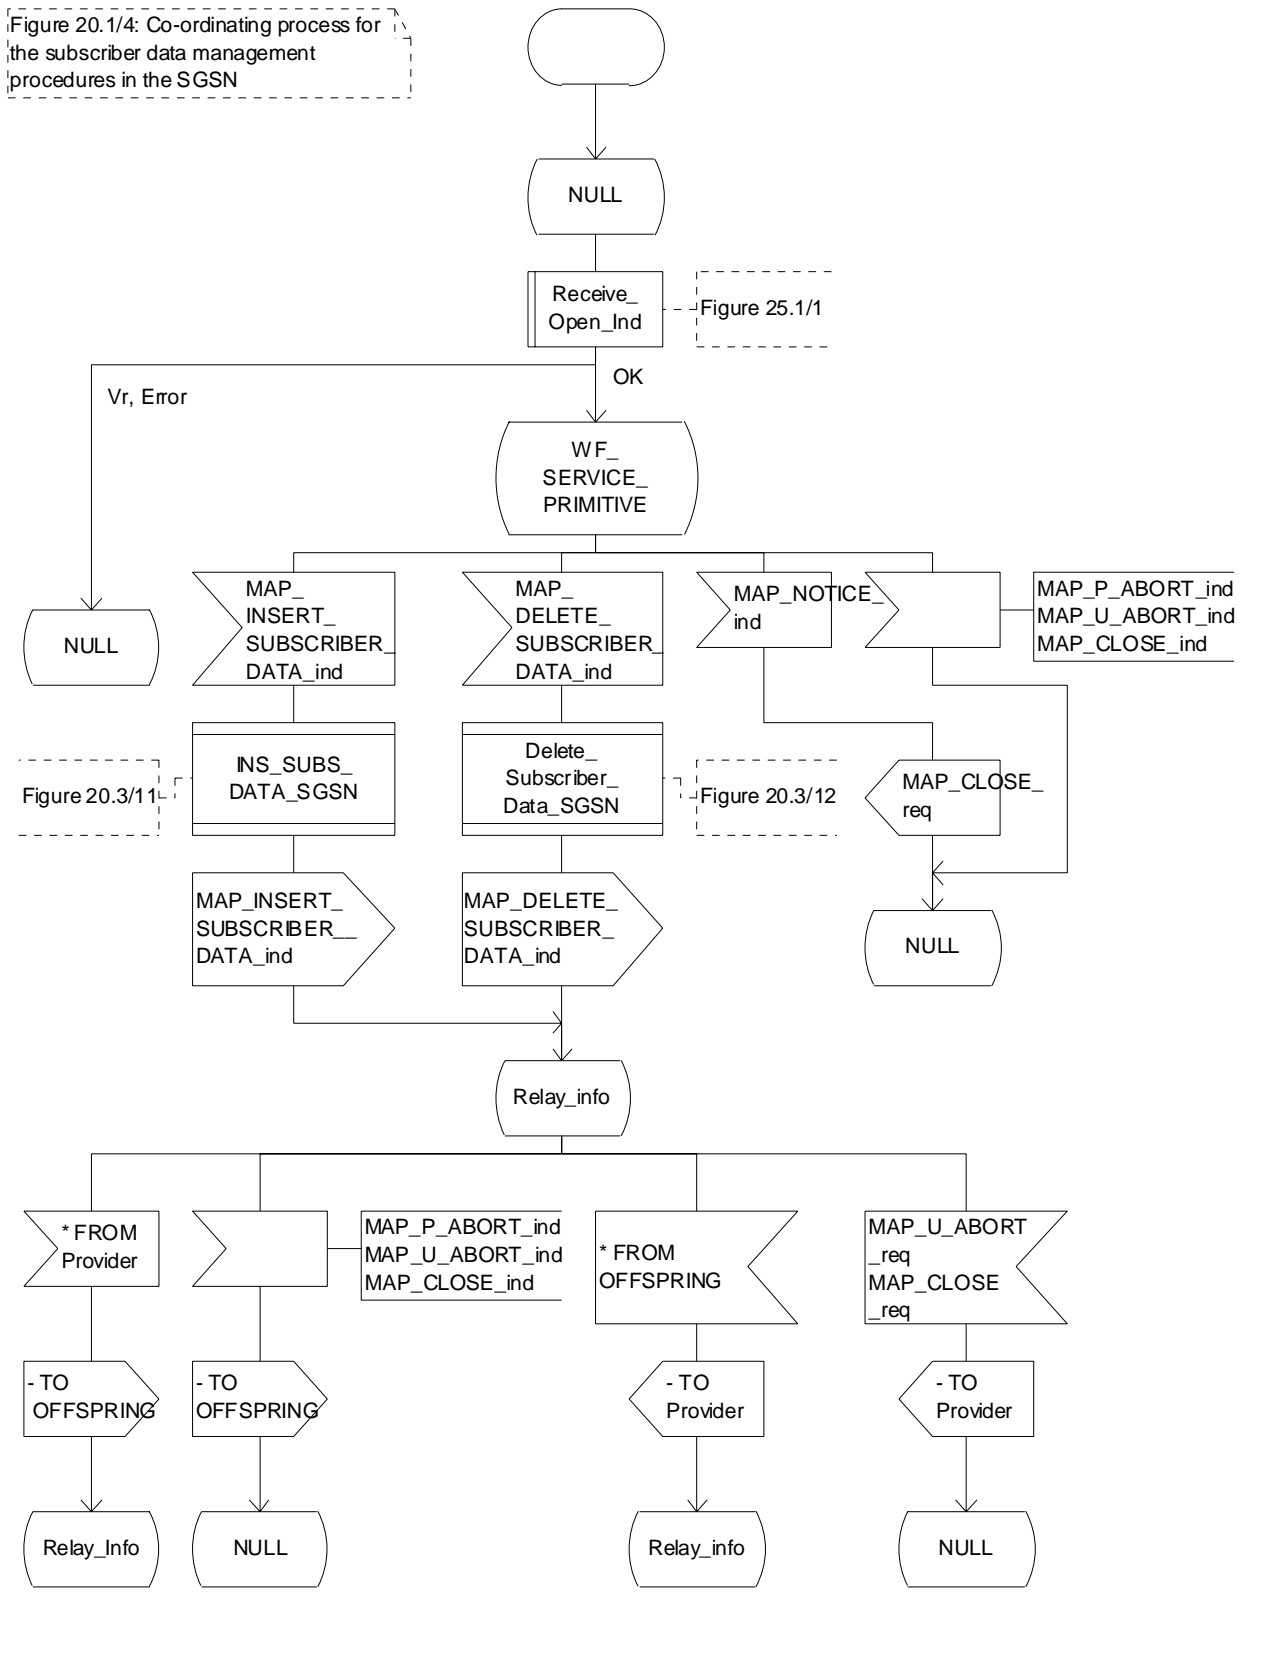 Figure 20.1/4: Co-ordinating process for
the subscriber data management
procedures in the SGSN
NULL
Receive_
Open_Ind
Figure 25.1/1
OK
Vr, Error
WF_
SERVICE_
PRIMITIVE
NULL
MAP_
INSERT_
SUBSCRIBER_
DATA_ind
MAP_
DELETE_
SUBSCRIBER_
DATA_ind
MAP_NOTICE_
ind
MAP_P_ABORT_ind
MAP_U_ABORT_ind
MAP_CLOSE_ind
Figure 20.3/11
INS_SUBS_
DATA_SGSN
Delete_
Subscriber_
Data_SGSN
Figure 20.3/12
MAP_CLOSE_
req
MAP_INSERT_
SUBSCRIBER__
DATA_ind
MAP_DELETE_
SUBSCRIBER_
DATA_ind
NULL
Relay_info
* FROM
Provider
MAP_P_ABORT_ind
MAP_U_ABORT_ind
MAP_CLOSE_ind
* FROM
OFFSPRING
MAP_U_ABORT
_req
MAP_CLOSE
_req
- TO
OFFSPRING
- TO
OFFSPRING
- TO
Provider
- TO
Provider
Relay_Info
NULL
Relay_info
NULL